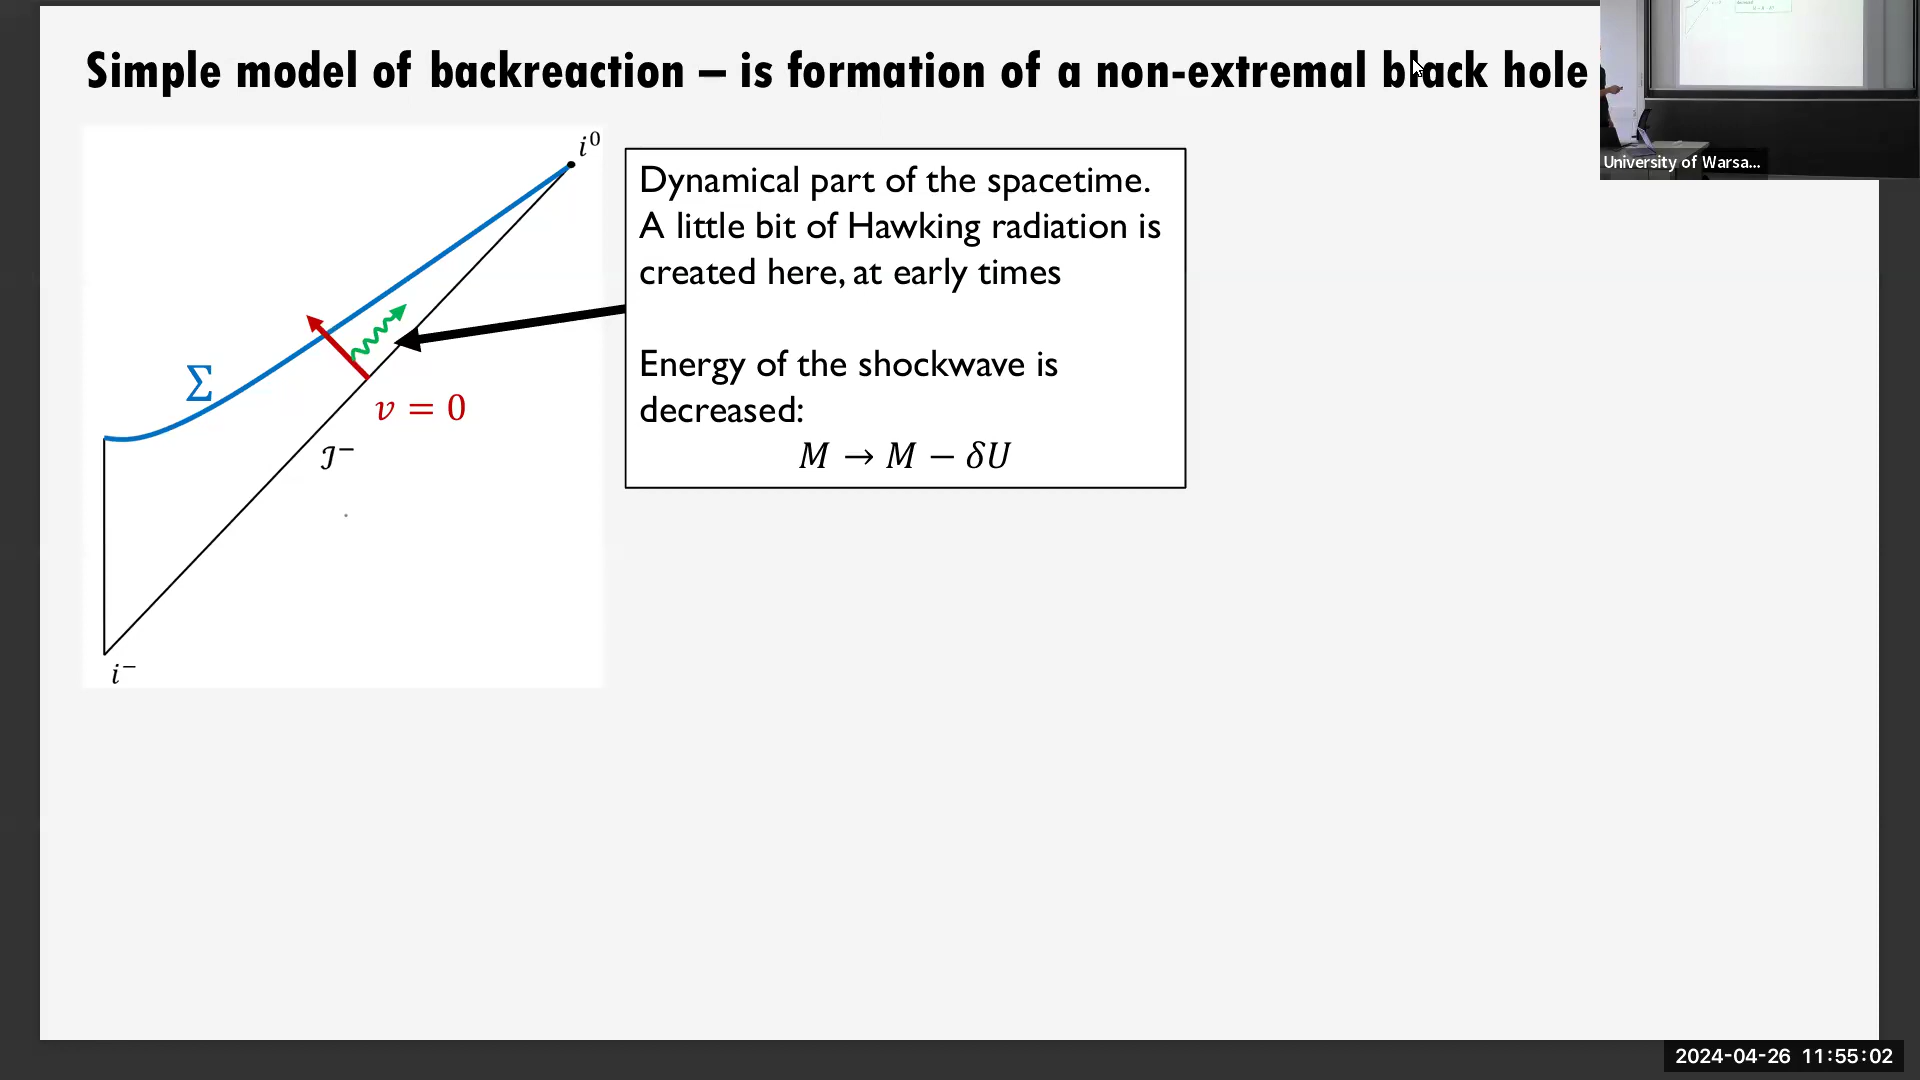 Simple model of backreaction – is formation of a non-extremal black hole
University of Warsa...
i⁰
Dynamical part of the spacetime.
A little bit of Hawking radiation is
created here, at early times
Energy of the shockwave is
decreased:
M → M − δU
Σ
v = 0
𝒥⁻
i⁻
2024-04-26 11:55:02